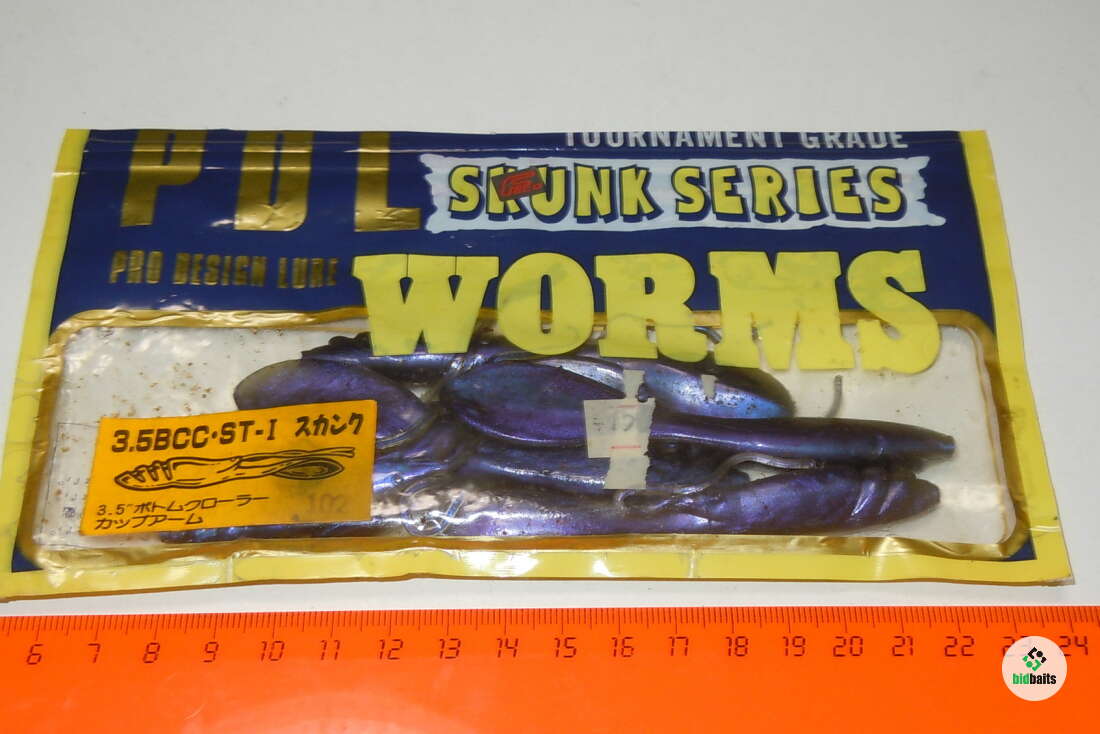 PDL
TOURNAMENT GRADE
SKUNK SERIES
PRO DESIGN LURE
WORMS
3.5BCC・ST-I スカンク
3.5"ボトムクローラー
カップアーム
102
6 7 8 9 10 11 12 13 14 15 16 17 18 19 20 21 22 23 24
bidbaits